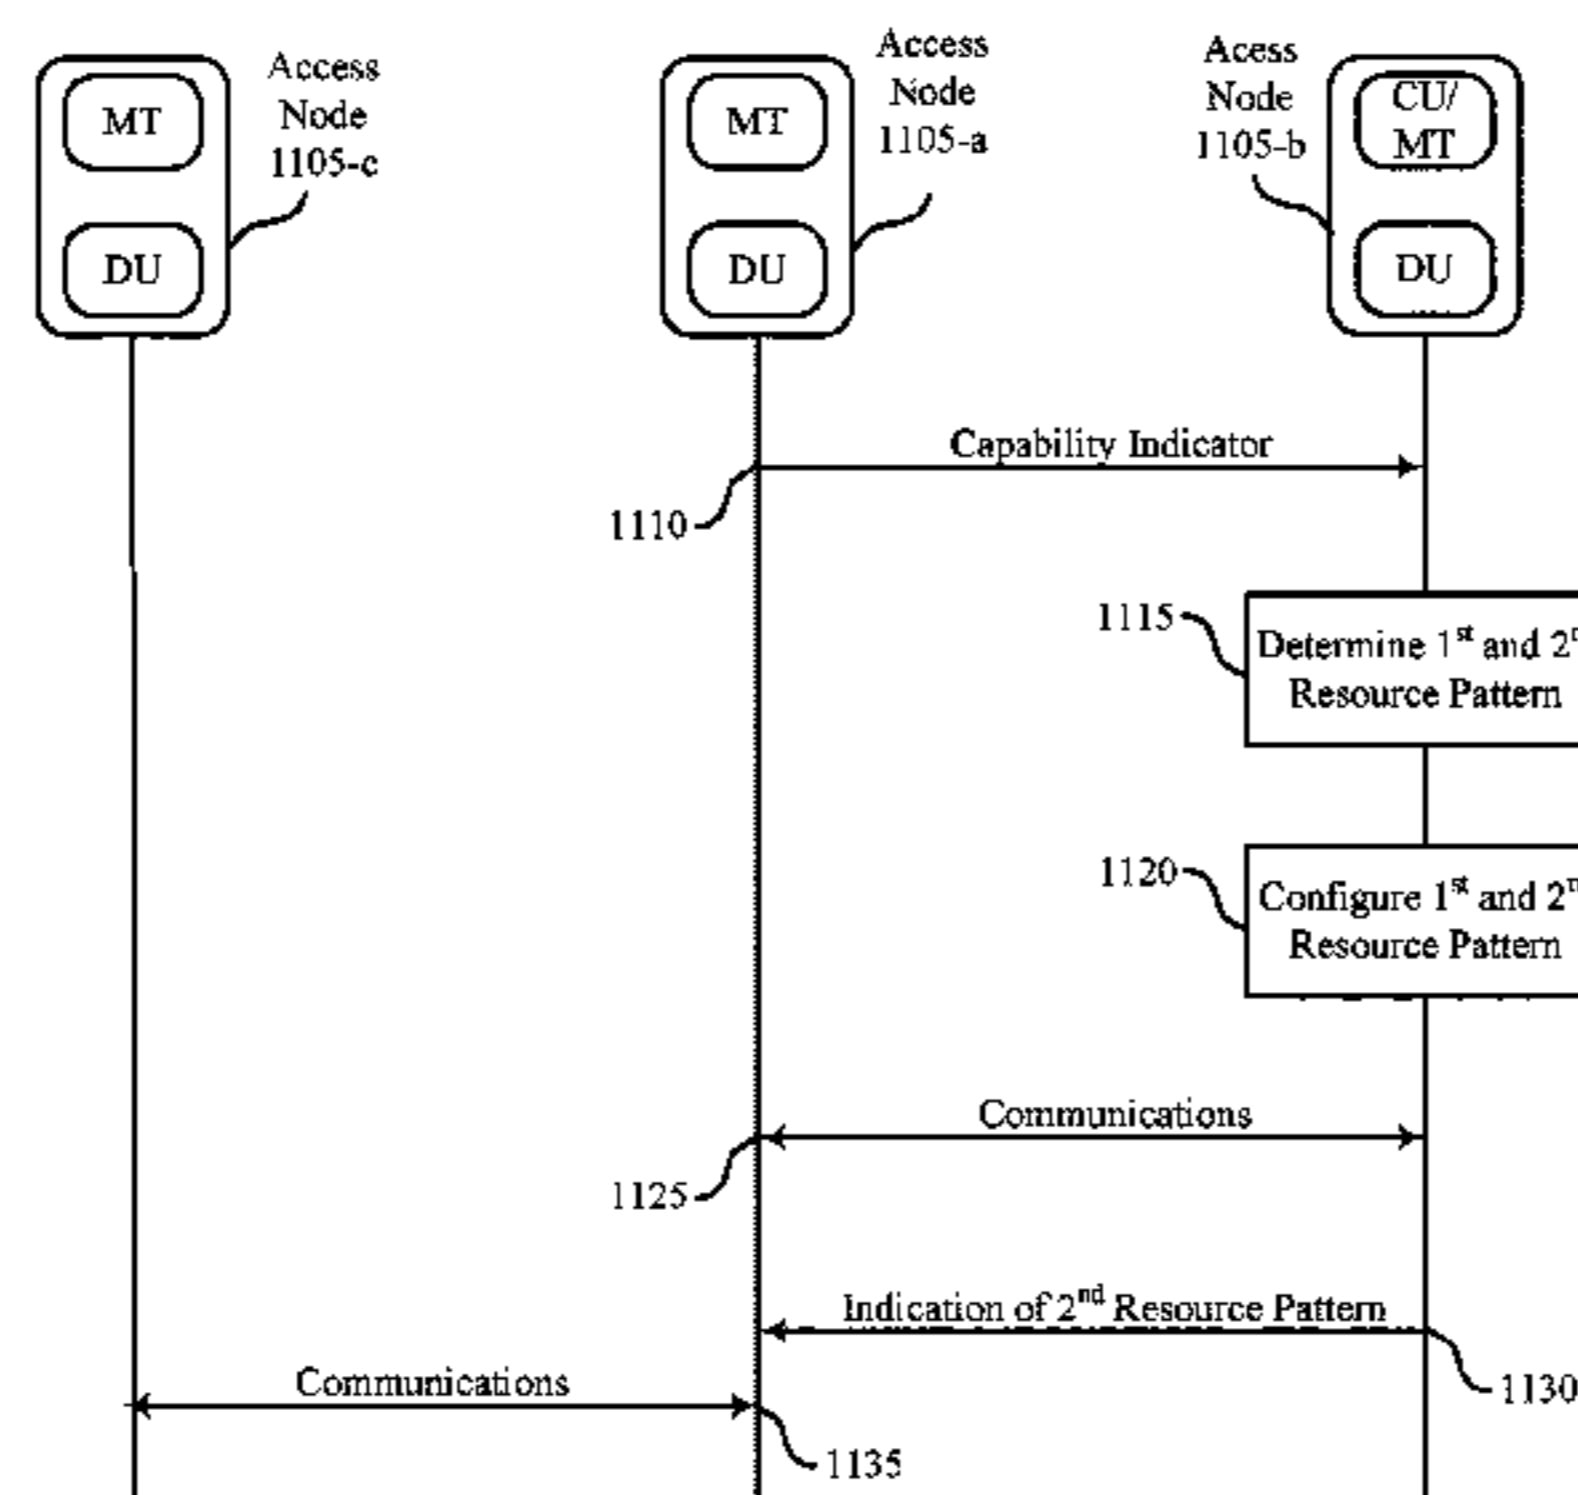 Access
Node
1105-c
MT
DU
Access
Node
1105-a
MT
DU
Acess
Node
1105-b
CU/
MT
DU
Capability Indicator
1110
1115
Determine 1st and 2
Resource Pattern
1120
Configure 1st and 2
Resource Pattern
Communications
1125
Indication of 2nd Resource Pattern
1130
Communications
1135